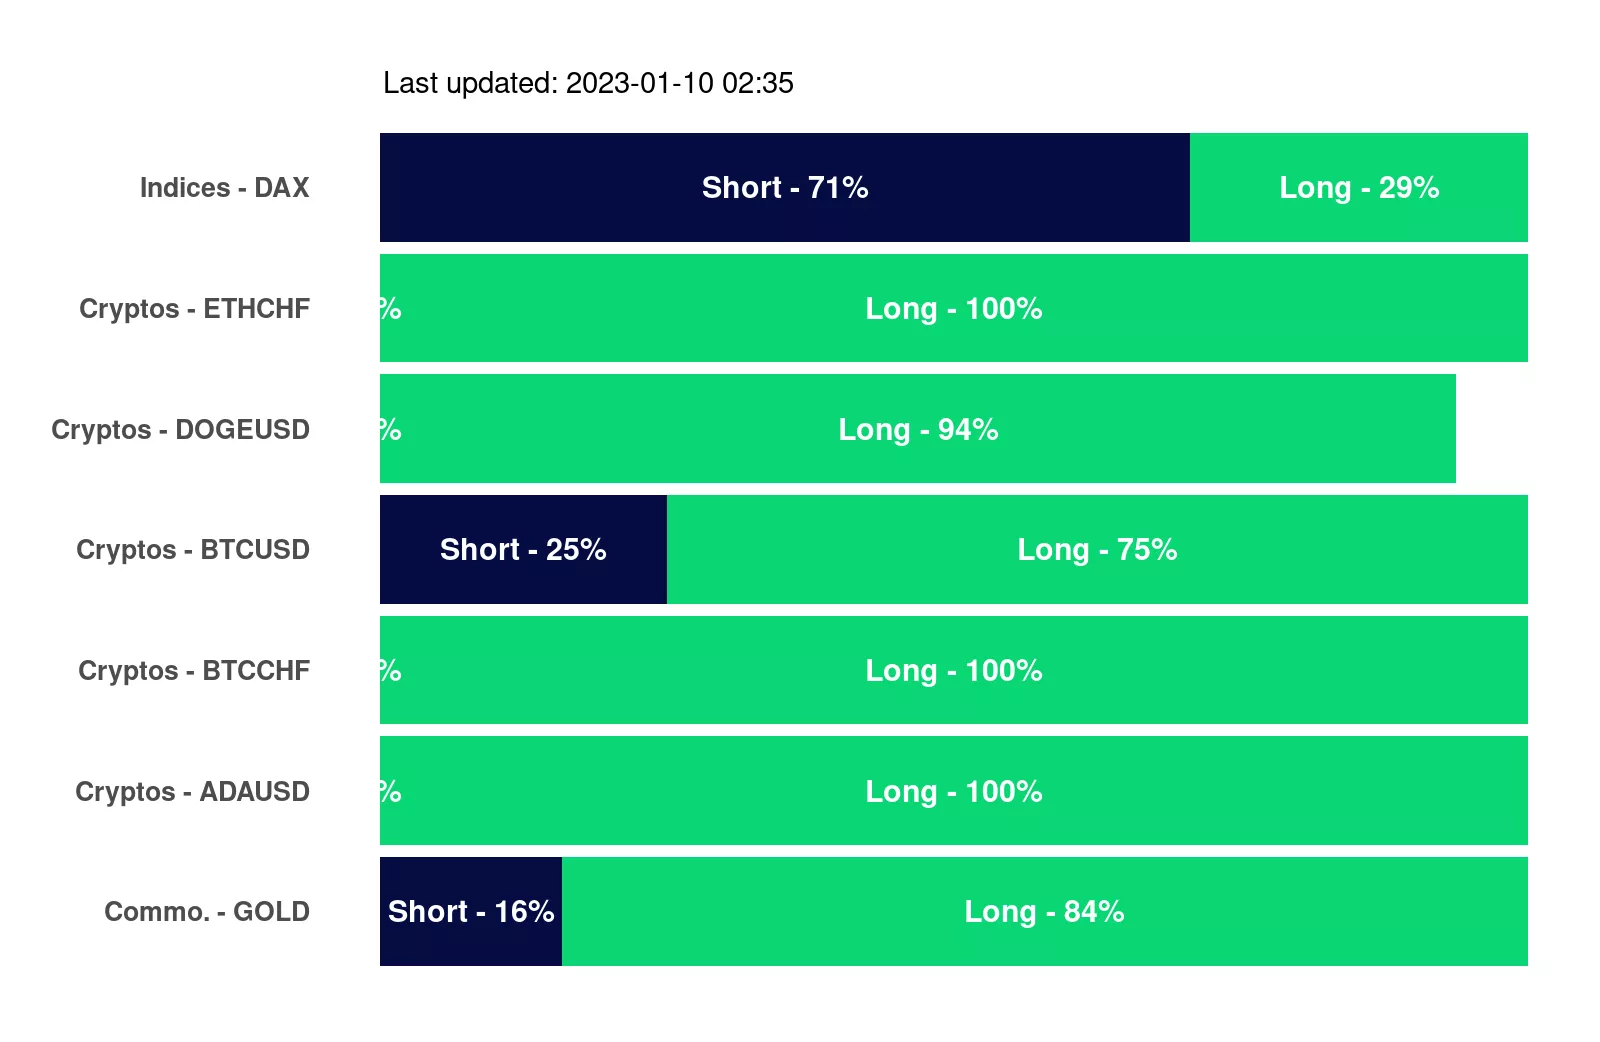 Last updated: 2023-01-10 02:35
Indices - DAX Short - 71% Long - 29%
Cryptos - ETHCHF % Long - 100%
Cryptos - DOGEUSD % Long - 94%
Cryptos - BTCUSD Short - 25% Long - 75%
Cryptos - BTCCHF % Long - 100%
Cryptos - ADAUSD % Long - 100%
Commo. - GOLD Short - 16% Long - 84%